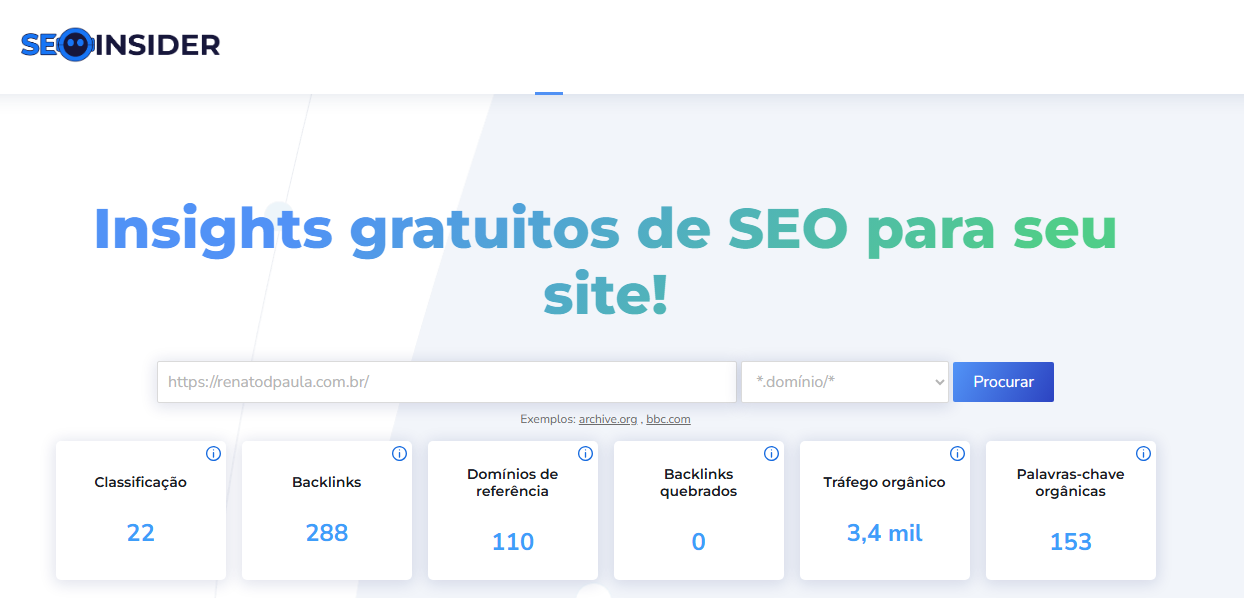 SEOINSIDER
Insights gratuitos de SEO para seu
site!
https://renatodpaula.com.br/
*.domínio/*
Procurar
Exemplos: archive.org , bbc.com
Classificação
22
Backlinks
288
Domínios de
referência
110
Backlinks
quebrados
0
Tráfego orgânico
3,4 mil
Palavras-chave
orgânicas
153